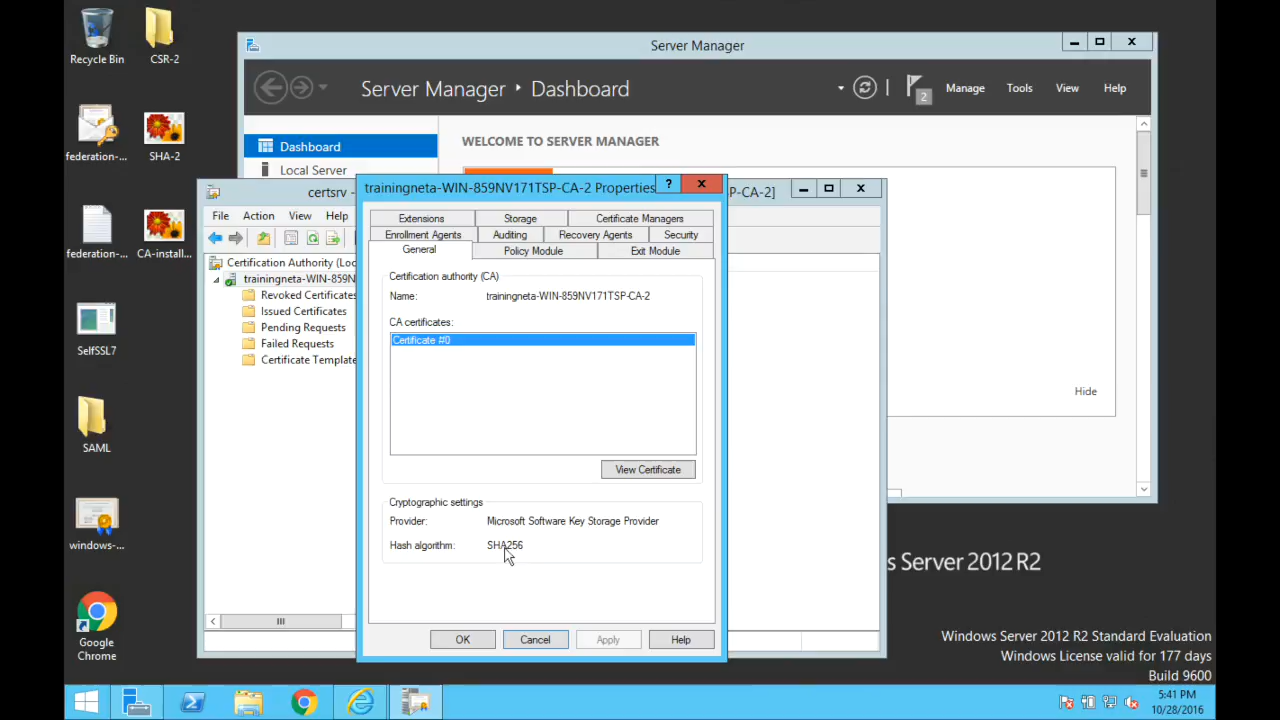 Recycle Bin
CSR-2
federation-...
SHA-2
federation-...
CA-install...
SelfSSL7
SAML
windows-...
Google
Chrome
Server Manager
Server Manager ‣ Dashboard
2
Manage
Tools
View
Help
Dashboard
Local Server
WELCOME TO SERVER MANAGER
Hide
certsrv -
P-CA-2]
File
Action
View
Help
Certification Authority (Loc
trainingneta-WIN-859N
Revoked Certificates
Issued Certificates
Pending Requests
Failed Requests
Certificate Template
trainingneta-WIN-859NV171TSP-CA-2 Properties
?
Extensions
Storage
Certificate Managers
Enrollment Agents
Auditing
Recovery Agents
Security
General
Policy Module
Exit Module
Certification authority (CA)
Name: trainingneta-WIN-859NV171TSP-CA-2
CA certificates:
Certificate #0
View Certificate
Cryptographic settings
Provider: Microsoft Software Key Storage Provider
Hash algorithm: SHA256
OK
Cancel
Apply
Help
s Server 2012 R2
Windows Server 2012 R2 Standard Evaluation
Windows License valid for 177 days
Build 9600
5:41 PM
10/28/2016